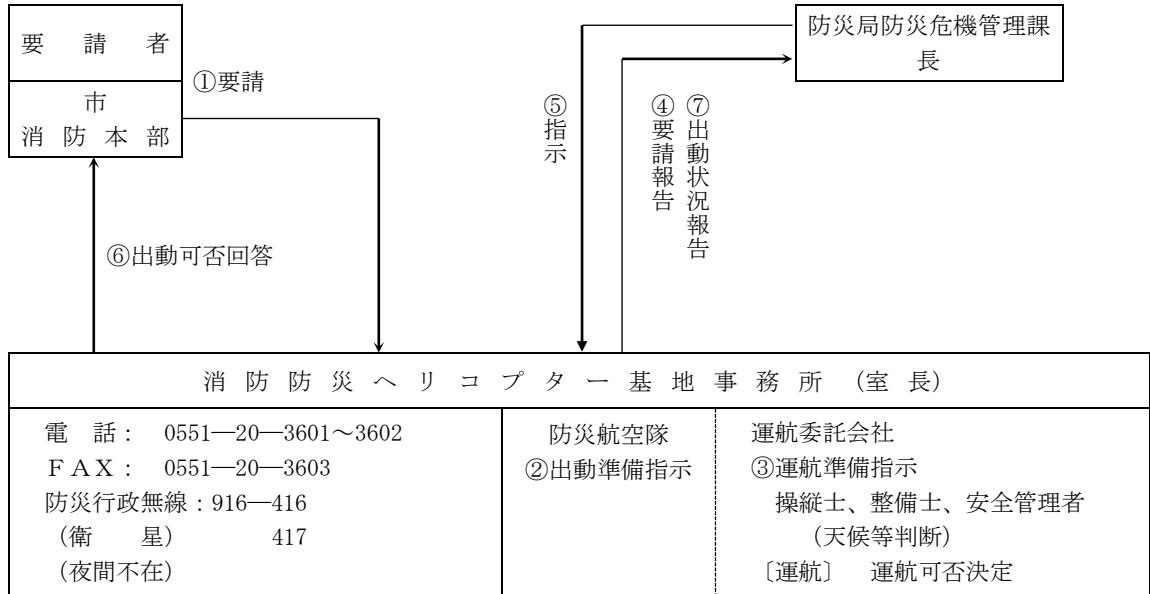 要請者
市
消防本部
①要請
⑥出動可否回答
防災局防災危機管理課
長
⑤指示
④要請報告
⑦出動状況報告
消防防災ヘリコプター基地事務所（室長）
電話： 0551―20―3601～3602
ＦＡＸ： 0551―20―3603
防災行政無線：916―416
（衛星） 417
（夜間不在）
防災航空隊
②出動準備指示
運航委託会社
③運航準備指示
操縦士、整備士、安全管理者
（天候等判断）
〔運航〕 運航可否決定